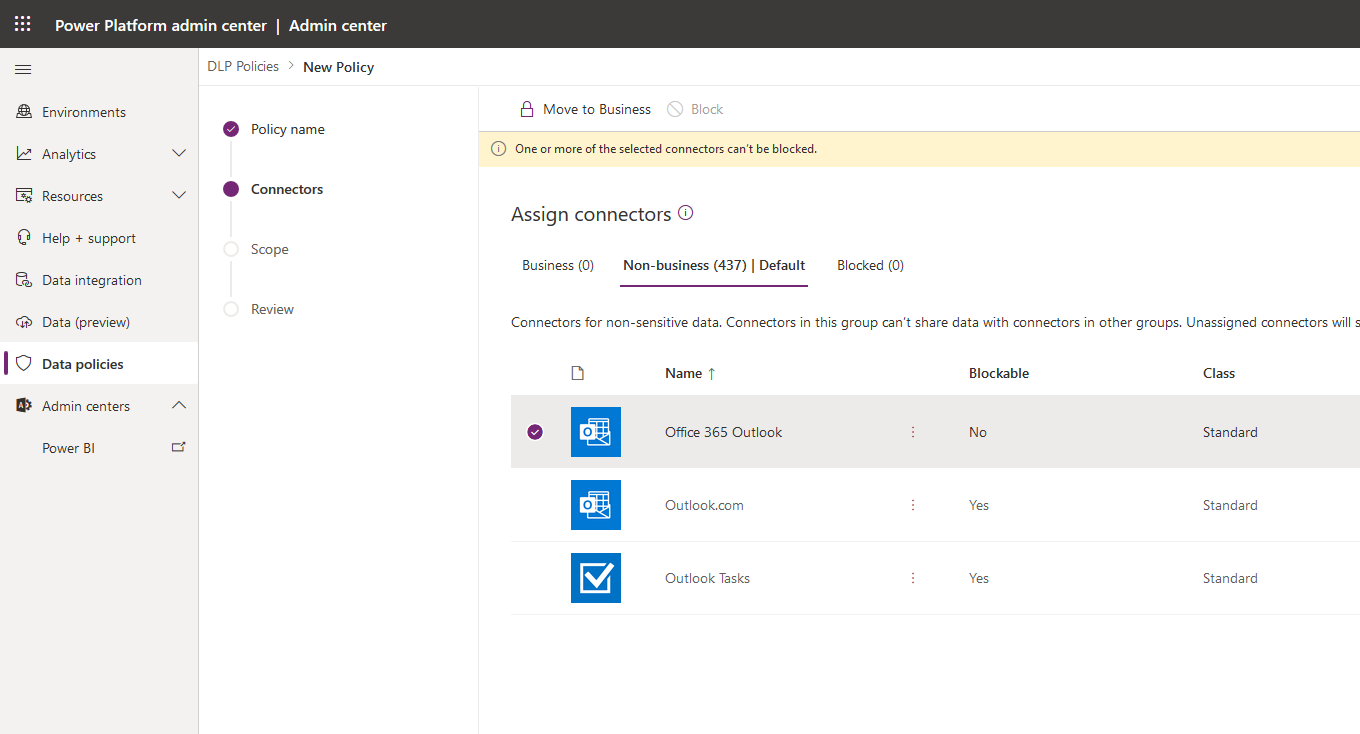 Power Platform admin center | Admin center
DLP Policies > New Policy
Environments
Analytics
Resources
Help + support
Data integration
Data (preview)
Data policies
Admin centers
Power BI
Policy name
Connectors
Scope
Review
Move to Business Block
One or more of the selected connectors can't be blocked.
Assign connectors
Business (0) Non-business (437) | Default Blocked (0)
Connectors for non-sensitive data. Connectors in this group can't share data with connectors in other groups. Unassigned connectors will s
Name ↑ Blockable Class
Office 365 Outlook No Standard
Outlook.com Yes Standard
Outlook Tasks Yes Standard